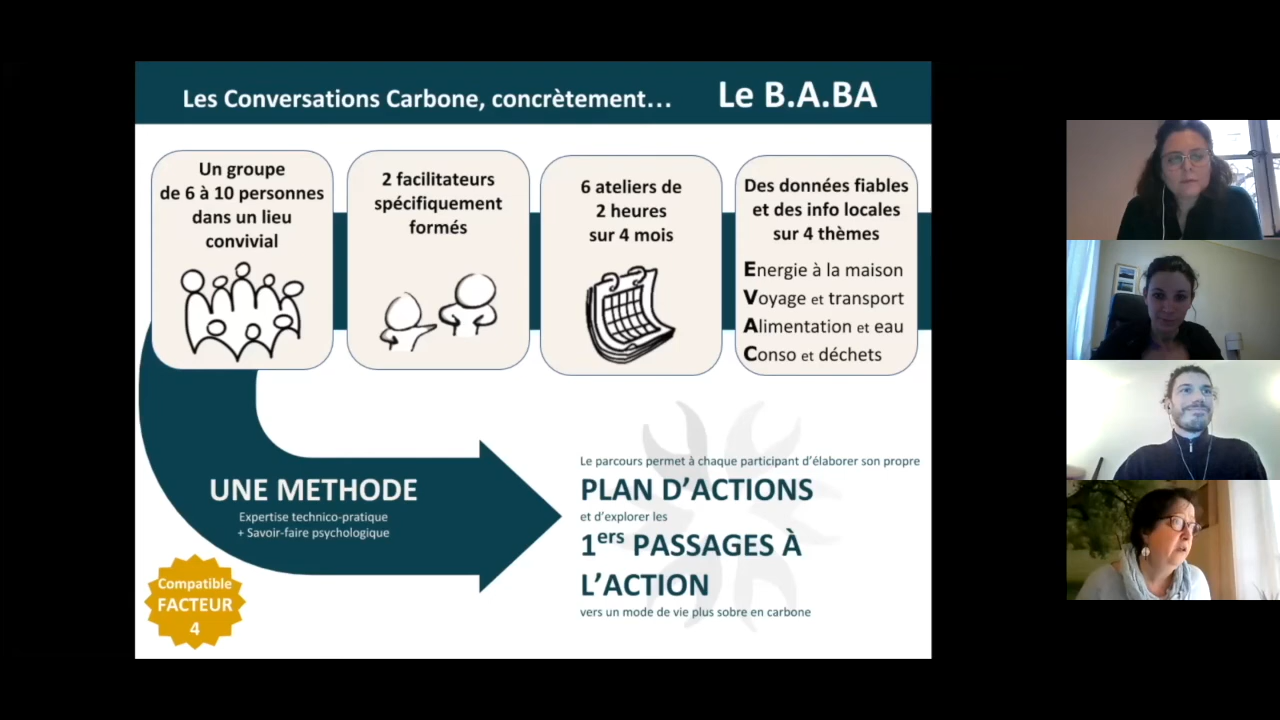 Les Conversations Carbone, concrètement… Le B.A.BA
Un groupe
de 6 à 10 personnes
dans un lieu
convivial
2 facilitateurs
spécifiquement
formés
6 ateliers de
2 heures
sur 4 mois
Des données fiables
et des info locales
sur 4 thèmes
Energie à la maison
Voyage et transport
Alimentation et eau
Conso et déchets
UNE METHODE
Expertise technico-pratique
+ Savoir-faire psychologique
Le parcours permet à chaque participant d'élaborer son propre
PLAN D'ACTIONS
et d'explorer les
1ers PASSAGES À
L'ACTION
vers un mode de vie plus sobre en carbone
Compatible
FACTEUR
4